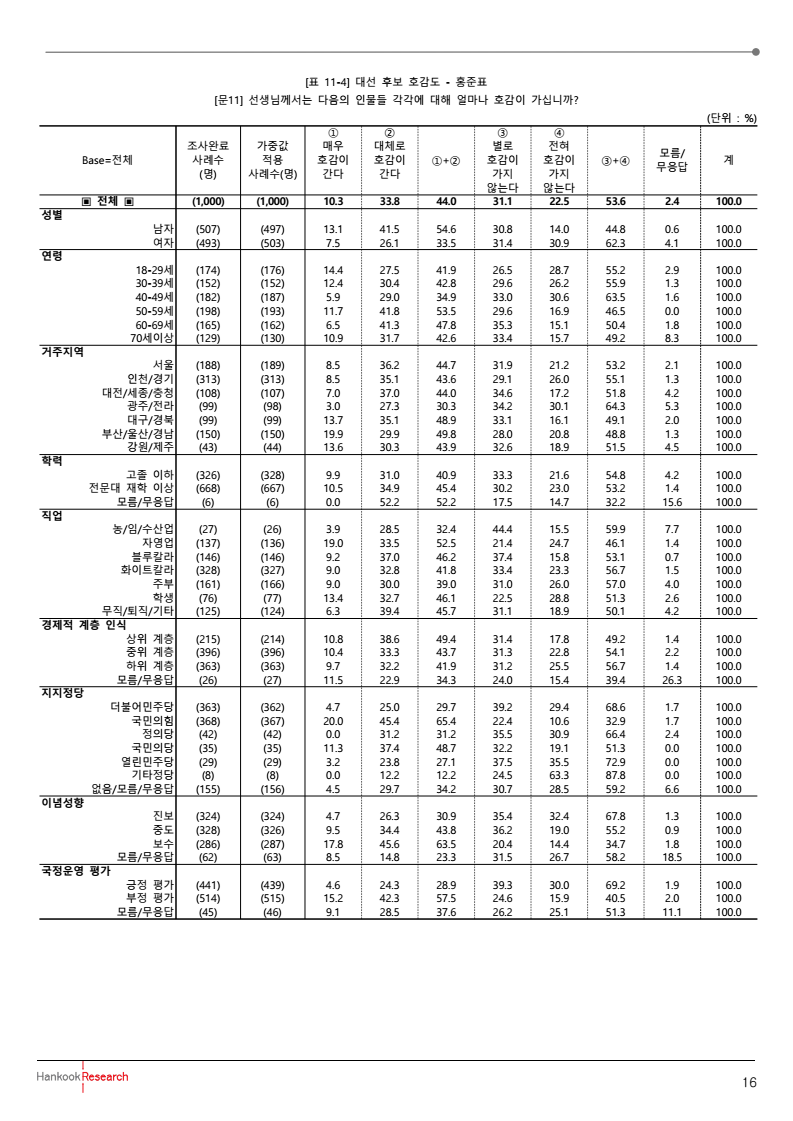 [표 11-4] 대선 후보 호감도 - 홍준표
[문11] 선생님께서는 다음의 인물들 각각에 대해 얼마나 호감이 가십니까?
(단위 : %)
Base=전체 조사완료 사례수 (명) 가중값 적용 사례수(명) ① 매우 호감이 간다 ② 대체로 호감이 간다 ①+② ③ 별로 호감이 가지 않는다 ④ 전혀 호감이 가지 않는다 ③+④ 모름/무응답 계
▣ 전체 ▣ (1,000) (1,000) 10.3 33.8 44.0 31.1 22.5 53.6 2.4 100.0
성별
남자 (507) (497) 13.1 41.5 54.6 30.8 14.0 44.8 0.6 100.0
여자 (493) (503) 7.5 26.1 33.5 31.4 30.9 62.3 4.1 100.0
연령
18-29세 (174) (176) 14.4 27.5 41.9 26.5 28.7 55.2 2.9 100.0
30-39세 (152) (152) 12.4 30.4 42.8 29.6 26.2 55.9 1.3 100.0
40-49세 (182) (187) 5.9 29.0 34.9 33.0 30.6 63.5 1.6 100.0
50-59세 (198) (193) 11.7 41.8 53.5 29.6 16.9 46.5 0.0 100.0
60-69세 (165) (162) 6.5 41.3 47.8 35.3 15.1 50.4 1.8 100.0
70세이상 (129) (130) 10.9 31.7 42.6 33.4 15.7 49.2 8.3 100.0
거주지역
서울 (188) (189) 8.5 36.2 44.7 31.9 21.2 53.2 2.1 100.0
인천/경기 (313) (313) 8.5 35.1 43.6 29.1 26.0 55.1 1.3 100.0
대전/세종/충청 (108) (107) 7.0 37.0 44.0 34.6 17.2 51.8 4.2 100.0
광주/전라 (99) (98) 3.0 27.3 30.3 34.2 30.1 64.3 5.3 100.0
대구/경북 (99) (99) 13.7 35.1 48.9 33.1 16.1 49.1 2.0 100.0
부산/울산/경남 (150) (150) 19.9 29.9 49.8 28.0 20.8 48.8 1.3 100.0
강원/제주 (43) (44) 13.6 30.3 43.9 32.6 18.9 51.5 4.5 100.0
학력
고졸 이하 (326) (328) 9.9 31.0 40.9 33.3 21.6 54.8 4.2 100.0
전문대 재학 이상 (668) (667) 10.5 34.9 45.4 30.2 23.0 53.2 1.4 100.0
모름/무응답 (6) (6) 0.0 52.2 52.2 17.5 14.7 32.2 15.6 100.0
직업
농/임/수산업 (27) (26) 3.9 28.5 32.4 44.4 15.5 59.9 7.7 100.0
자영업 (137) (136) 19.0 33.5 52.5 21.4 24.7 46.1 1.4 100.0
블루칼라 (146) (146) 9.2 37.0 46.2 37.4 15.8 53.1 0.7 100.0
화이트칼라 (328) (327) 9.0 32.8 41.8 33.4 23.3 56.7 1.5 100.0
주부 (161) (166) 9.0 30.0 39.0 31.0 26.0 57.0 4.0 100.0
학생 (76) (77) 13.4 32.7 46.1 22.5 28.8 51.3 2.6 100.0
무직/퇴직/기타 (125) (124) 6.3 39.4 45.7 31.1 18.9 50.1 4.2 100.0
경제적 계층 인식
상위 계층 (215) (214) 10.8 38.6 49.4 31.4 17.8 49.2 1.4 100.0
중위 계층 (396) (396) 10.4 33.3 43.7 31.3 22.8 54.1 2.2 100.0
하위 계층 (363) (363) 9.7 32.2 41.9 31.2 25.5 56.7 1.4 100.0
모름/무응답 (26) (27) 11.5 22.9 34.3 24.0 15.4 39.4 26.3 100.0
지지정당
더불어민주당 (363) (362) 4.7 25.0 29.7 39.2 29.4 68.6 1.7 100.0
국민의힘 (368) (367) 20.0 45.4 65.4 22.4 10.6 32.9 1.7 100.0
정의당 (42) (42) 0.0 31.2 31.2 35.5 30.9 66.4 2.4 100.0
국민의당 (35) (35) 11.3 37.4 48.7 32.2 19.1 51.3 0.0 100.0
열린민주당 (29) (29) 3.2 23.8 27.1 37.5 35.5 72.9 0.0 100.0
기타정당 (8) (8) 0.0 12.2 12.2 24.5 63.3 87.8 0.0 100.0
없음/모름/무응답 (155) (156) 4.5 29.7 34.2 30.7 28.5 59.2 6.6 100.0
이념성향
진보 (324) (324) 4.7 26.3 30.9 35.4 32.4 67.8 1.3 100.0
중도 (328) (326) 9.5 34.4 43.8 36.2 19.0 55.2 0.9 100.0
보수 (286) (287) 17.8 45.6 63.5 20.4 14.4 34.7 1.8 100.0
모름/무응답 (62) (63) 8.5 14.8 23.3 31.5 26.7 58.2 18.5 100.0
국정운영 평가
긍정 평가 (441) (439) 4.6 24.3 28.9 39.3 30.0 69.2 1.9 100.0
부정 평가 (514) (515) 15.2 42.3 57.5 24.6 15.9 40.5 2.0 100.0
모름/무응답 (45) (46) 9.1 28.5 37.6 26.2 25.1 51.3 11.1 100.0
Hankook Research
16